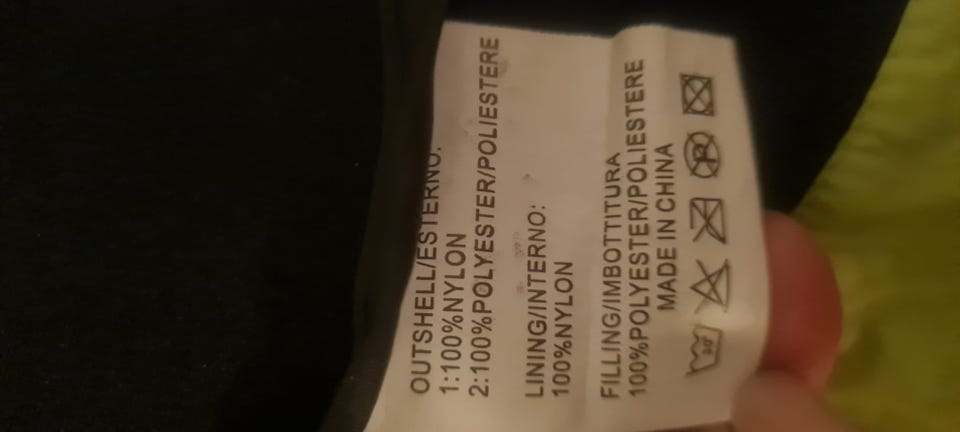 OUTSHELL/ESTERNO:
1:100%NYLON
2:100%POLYESTER/POLIESTERE
LINING/INTERNO:
100%NYLON
FILLING/IMBOTTITURA
100%POLYESTER/POLIESTERE
MADE IN CHINA
30°
P